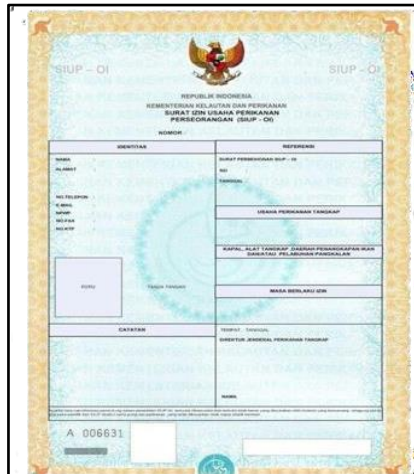 SIUP – OI
SIUP – OI
REPUBLIK INDONESIA
KEMENTERIAN KELAUTAN DAN PERIKANAN
SURAT IZIN USAHA PERIKANAN
PERSEORANGAN (SIUP - OI)
NOMOR :
IDENTITAS
NAMA :
ALAMAT :
NO.TELEPON :
E-MAIL
NPWP
NO.FAX
NO.KTP
FOTO
TANDA TANGAN
CATATAN
REFERENSI
SURAT PERMOHONAN SIUP – OI
NO
TANGGAL
USAHA PERIKANAN TANGKAP
KAPAL, ALAT TANGKAP ,DAERAH PENANGKAPAN IKAN
DAN/ATAU PELABUHAN PANGKALAN
MASA BERLAKU IZIN
TEMPAT , TANGGAL
DIREKTUR JENDERAL PERIKANAN TANGKAP
NAMA
A 006631